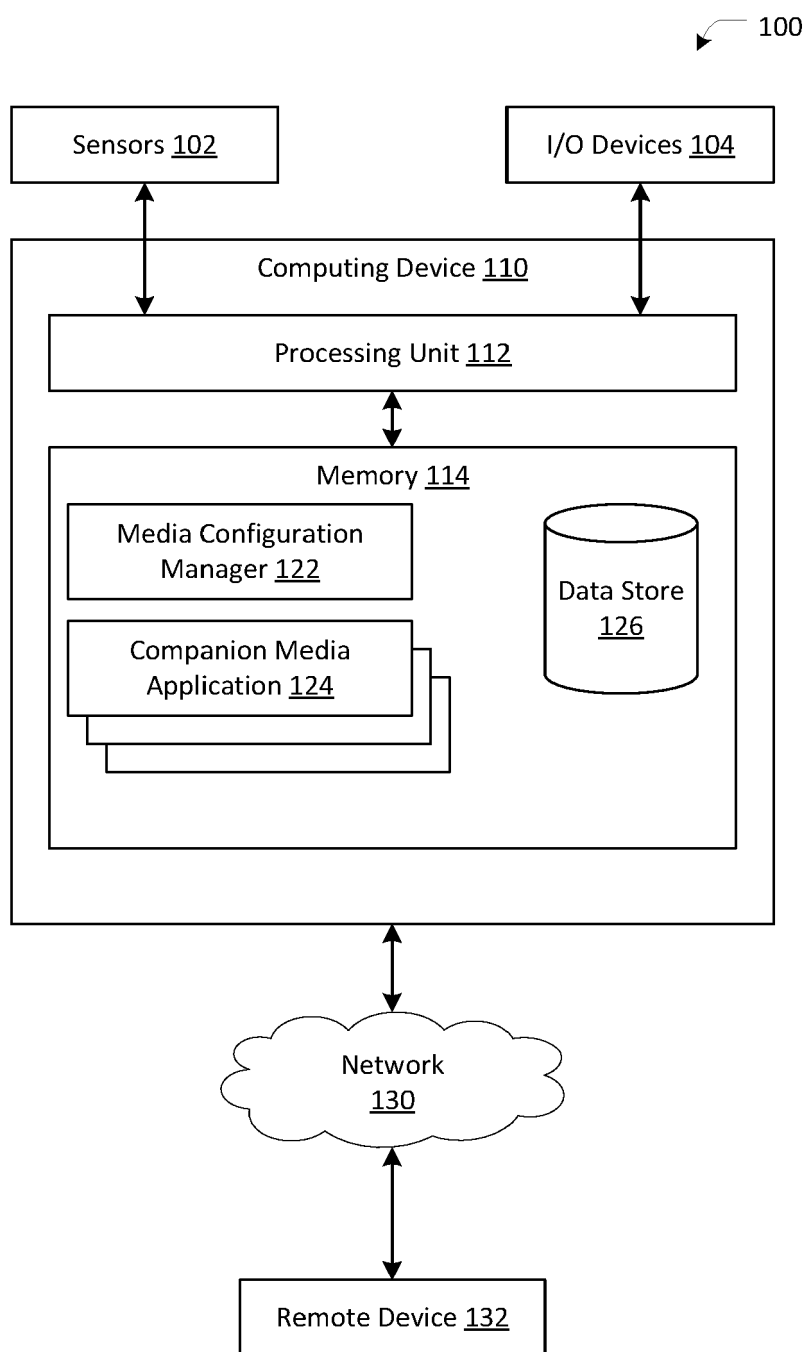 100
Sensors 102
I/O Devices 104
Computing Device 110
Processing Unit 112
Memory 114
Media Configuration
Manager 122
Data Store
126
Companion Media
Application 124
Network
130
Remote Device 132